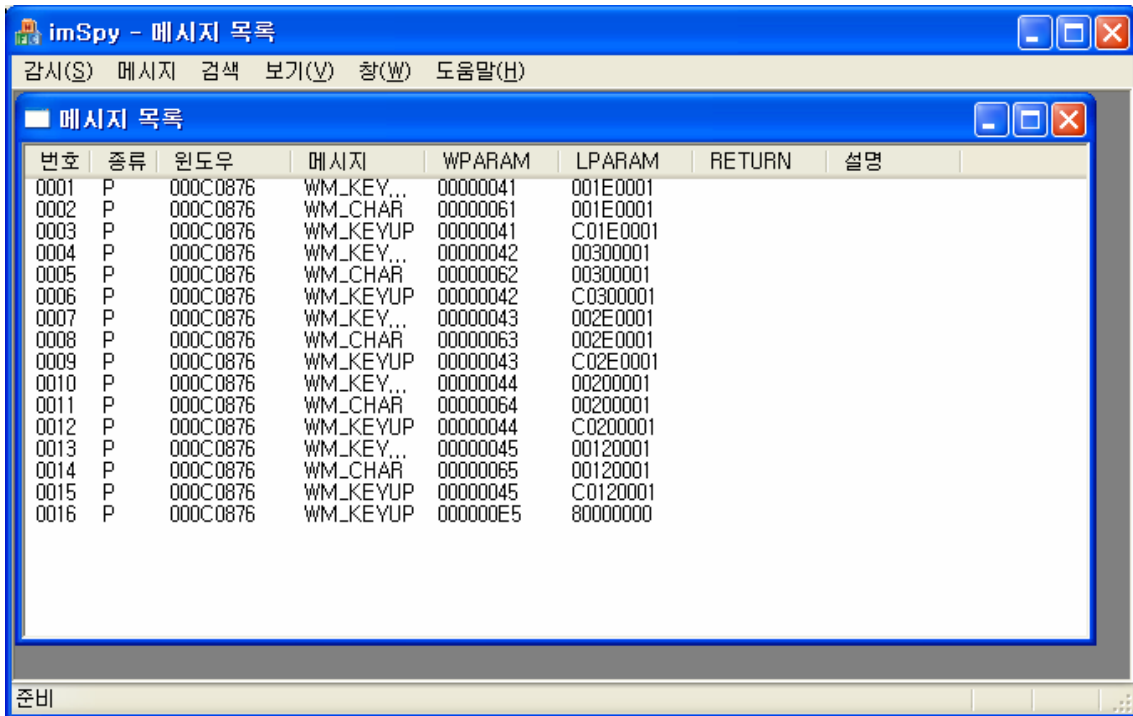 imSpy - 메시지 목록
감시(S) 메시지 검색 보기(V) 창(W) 도움말(H)
메시지 목록
번호 종류 윈도우 메시지 WPARAM LPARAM RETURN 설명
0001 P 000C0876 WM_KEY... 00000041 001E0001
0002 P 000C0876 WM_CHAR 00000061 001E0001
0003 P 000C0876 WM_KEYUP 00000041 C01E0001
0004 P 000C0876 WM_KEY... 00000042 00300001
0005 P 000C0876 WM_CHAR 00000062 00300001
0006 P 000C0876 WM_KEYUP 00000042 C0300001
0007 P 000C0876 WM_KEY... 00000043 002E0001
0008 P 000C0876 WM_CHAR 00000063 002E0001
0009 P 000C0876 WM_KEYUP 00000043 C02E0001
0010 P 000C0876 WM_KEY... 00000044 00200001
0011 P 000C0876 WM_CHAR 00000064 00200001
0012 P 000C0876 WM_KEYUP 00000044 C0200001
0013 P 000C0876 WM_KEY... 00000045 00120001
0014 P 000C0876 WM_CHAR 00000065 00120001
0015 P 000C0876 WM_KEYUP 00000045 C0120001
0016 P 000C0876 WM_KEYUP 000000E5 80000000
준비